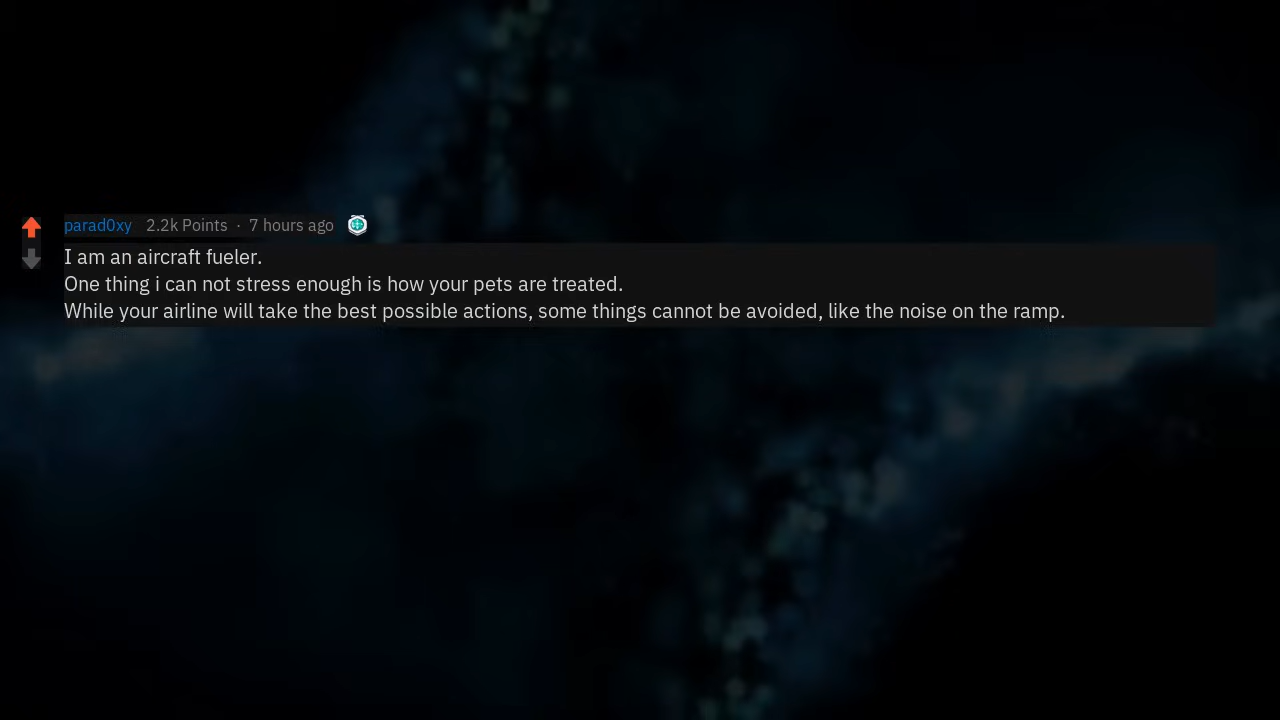 parad0xy 2.2k Points · 7 hours ago
I am an aircraft fueler.
One thing i can not stress enough is how your pets are treated.
While your airline will take the best possible actions, some things cannot be avoided, like the noise on the ramp.